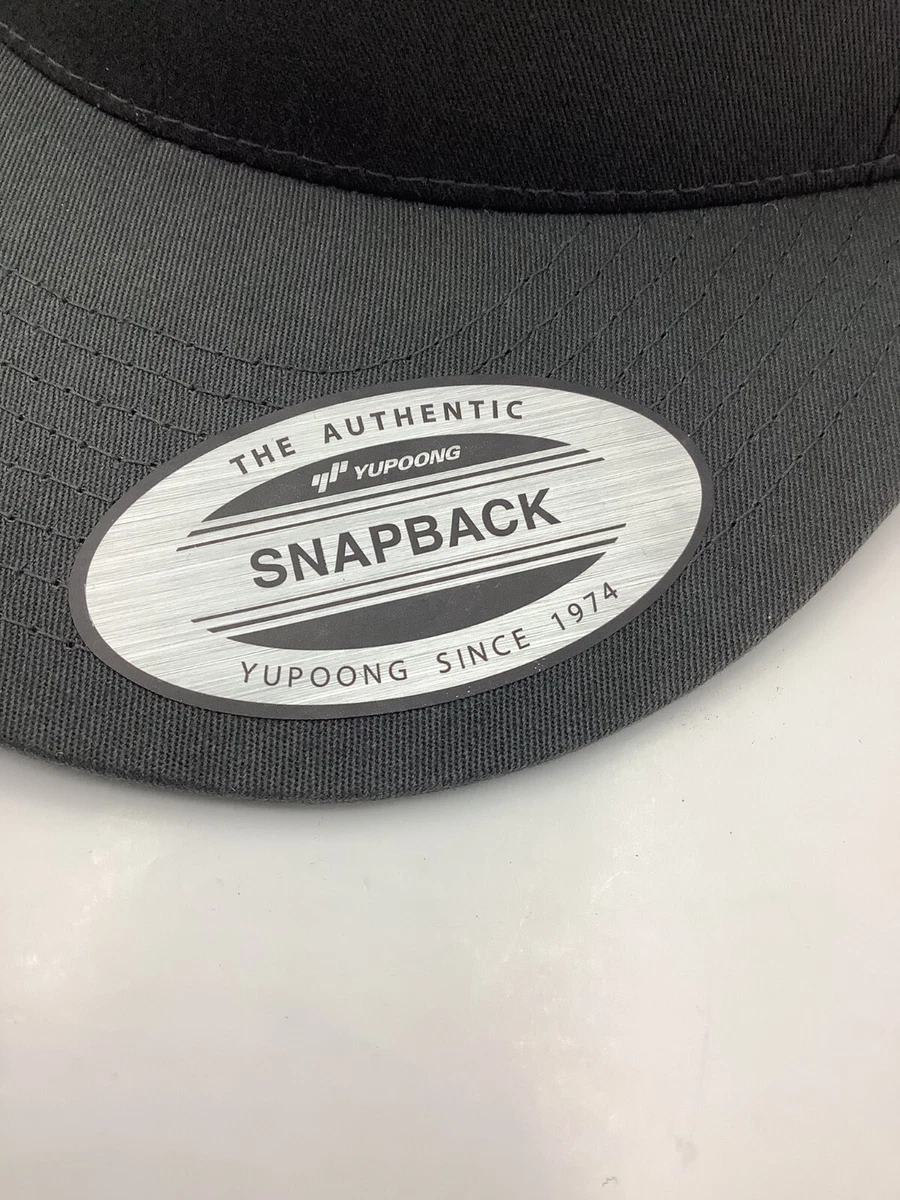 THE AUTHENTIC
YUPOONG
SNAPBACK
YUPOONG SINCE 1974